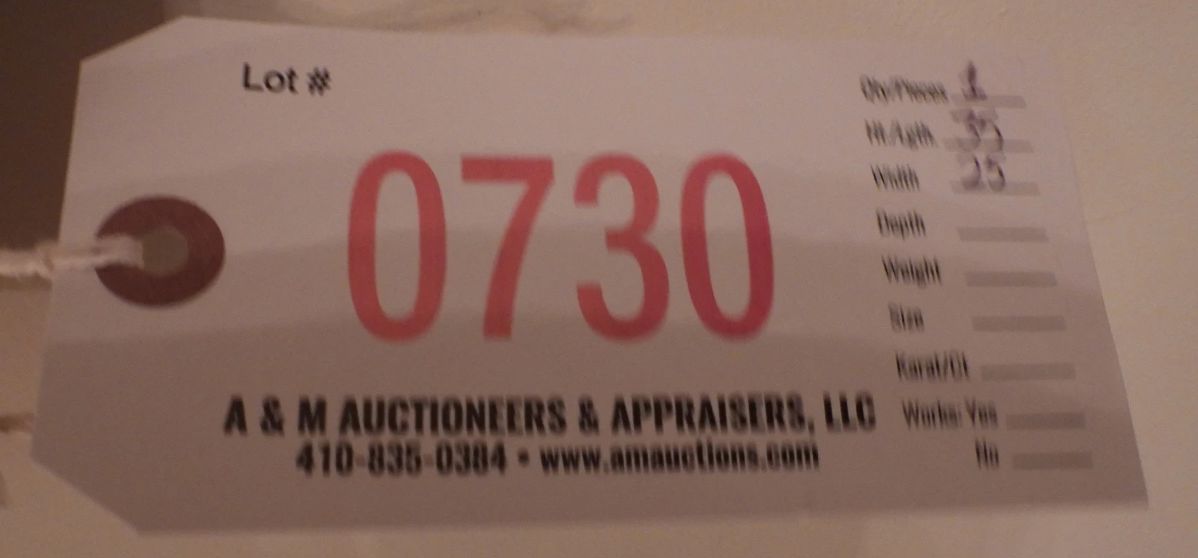 Lot #
0730
A & M AUCTIONEERS & APPRAISERS, LLC
410-835-0384 • www.amauctions.com
Qty/Pieces 1
Ht./Lgth. 35
Width 25
Depth
Weight
Size
Karat/Ct
Works: Yes
No